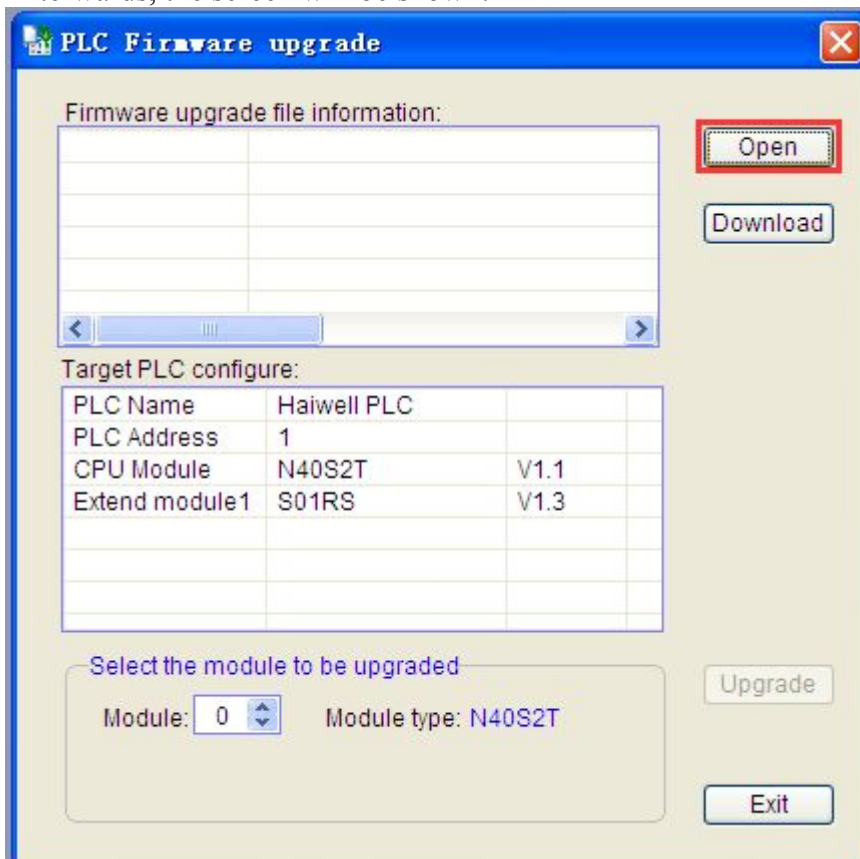 PLC Firmware upgrade
Firmware upgrade file information:
Open
Download
Target PLC configure:
PLC Name Haiwell PLC
PLC Address 1
CPU Module N40S2T V1.1
Extend module1 S01RS V1.3
Select the module to be upgraded
Upgrade
Module: 0 Module type: N40S2T
Exit